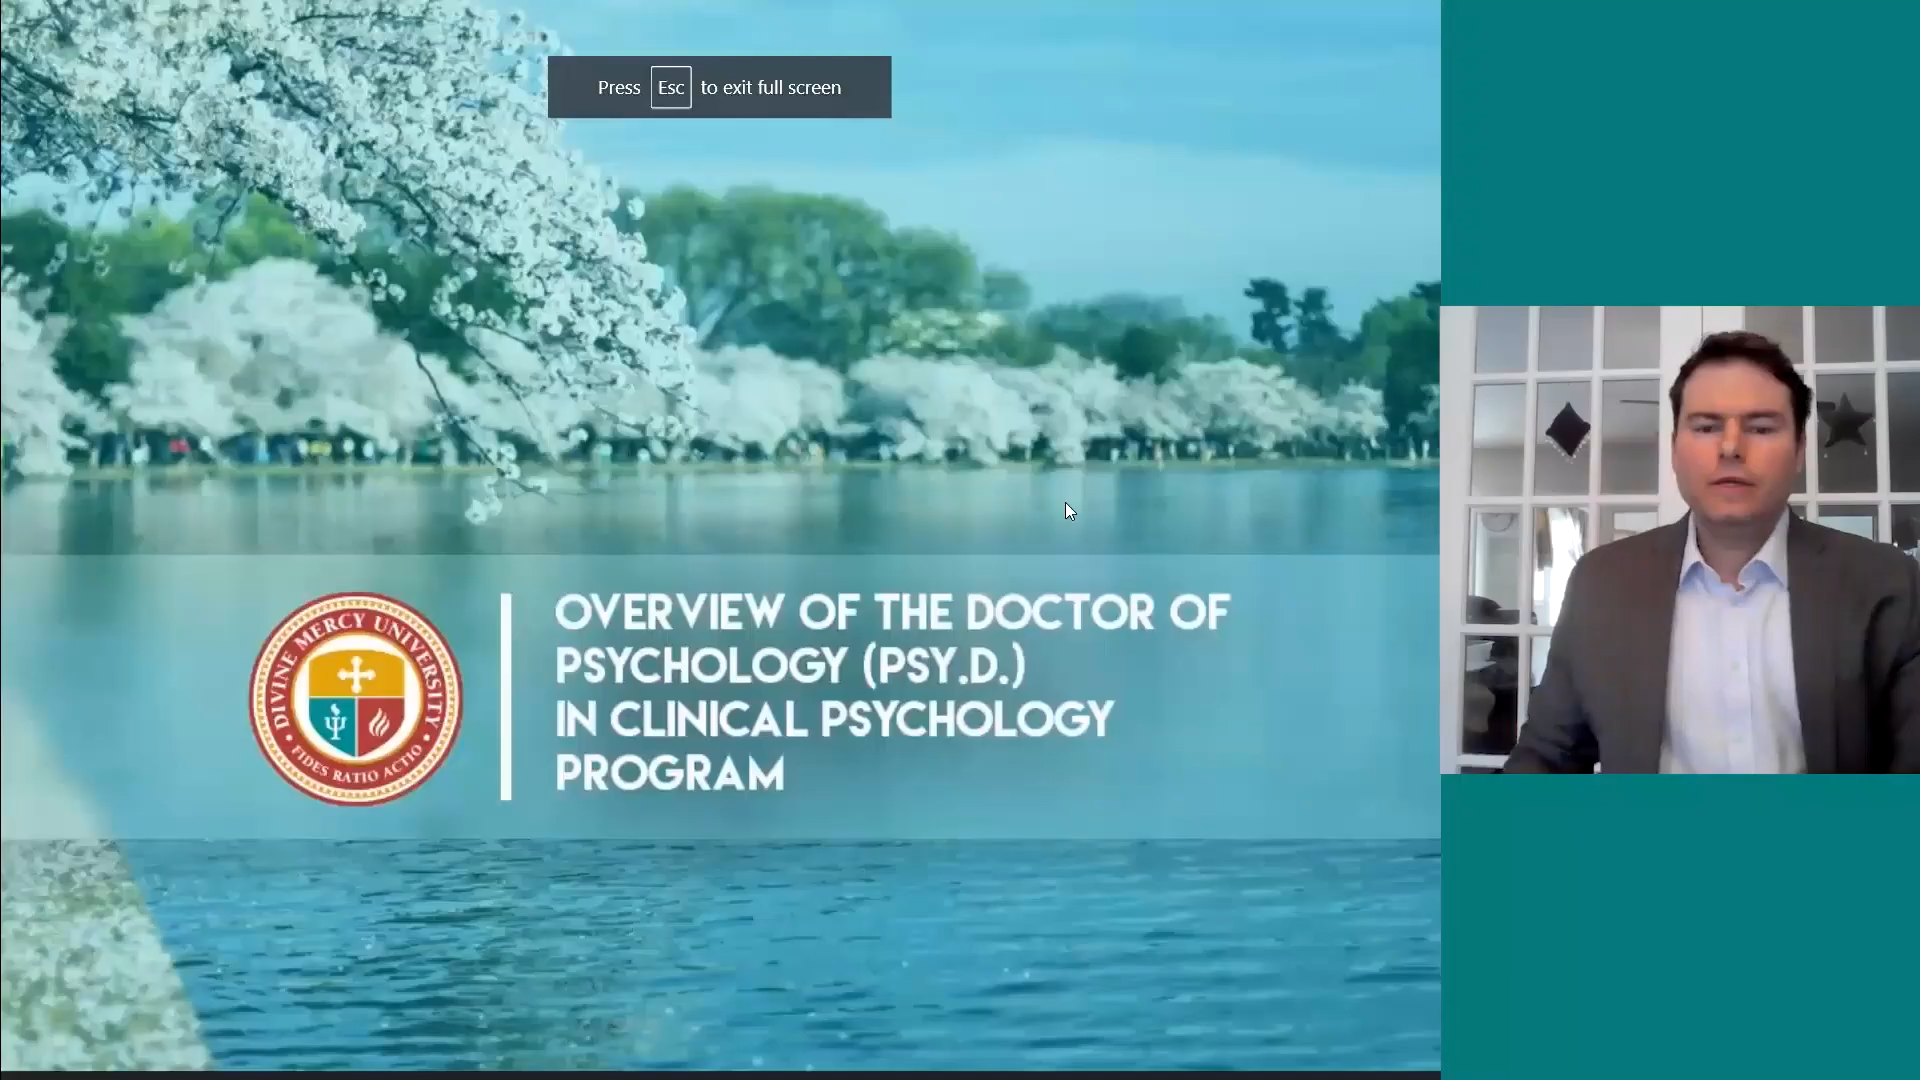 Press Esc to exit full screen
DIVINE MERCY UNIVERSITY
FIDES RATIO ACTIO
OVERVIEW OF THE DOCTOR OF
PSYCHOLOGY (PSY.D.)
IN CLINICAL PSYCHOLOGY
PROGRAM